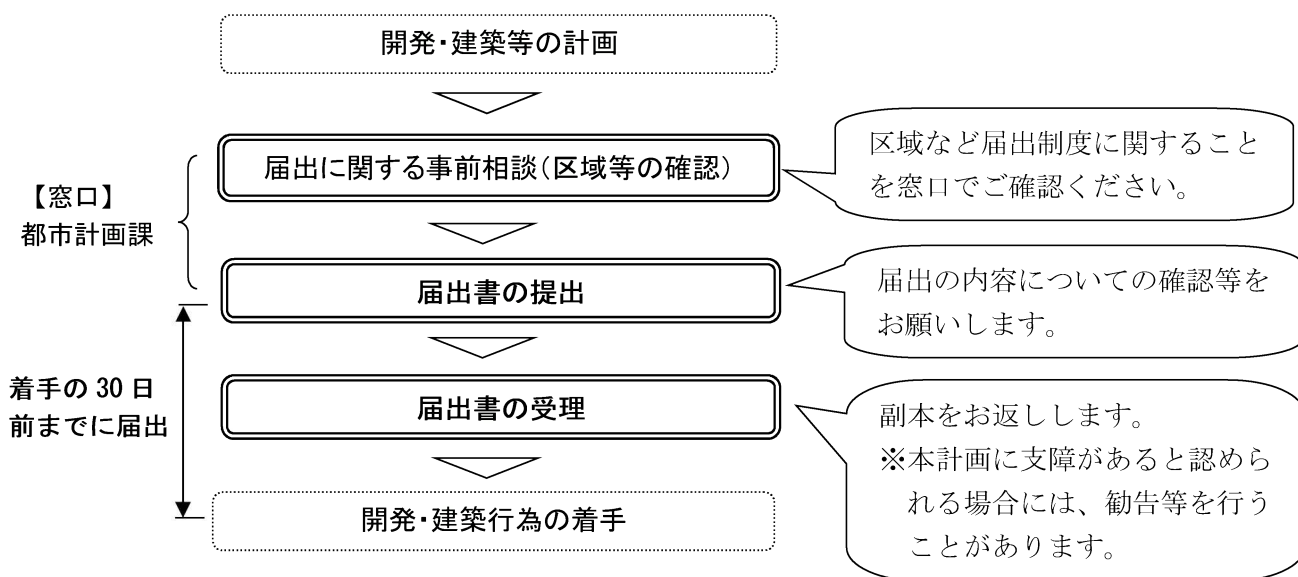 開発・建築等の計画
届出に関する事前相談(区域等の確認)
区域など届出制度に関すること
を窓口でご確認ください。
【窓口】
都市計画課
届出書の提出
届出の内容についての確認等を
お願いします。
着手の 30 日
前までに届出
届出書の受理
副本をお返しします。
※本計画に支障があると認めら
れる場合には、勧告等を行う
ことがあります。
開発・建築行為の着手